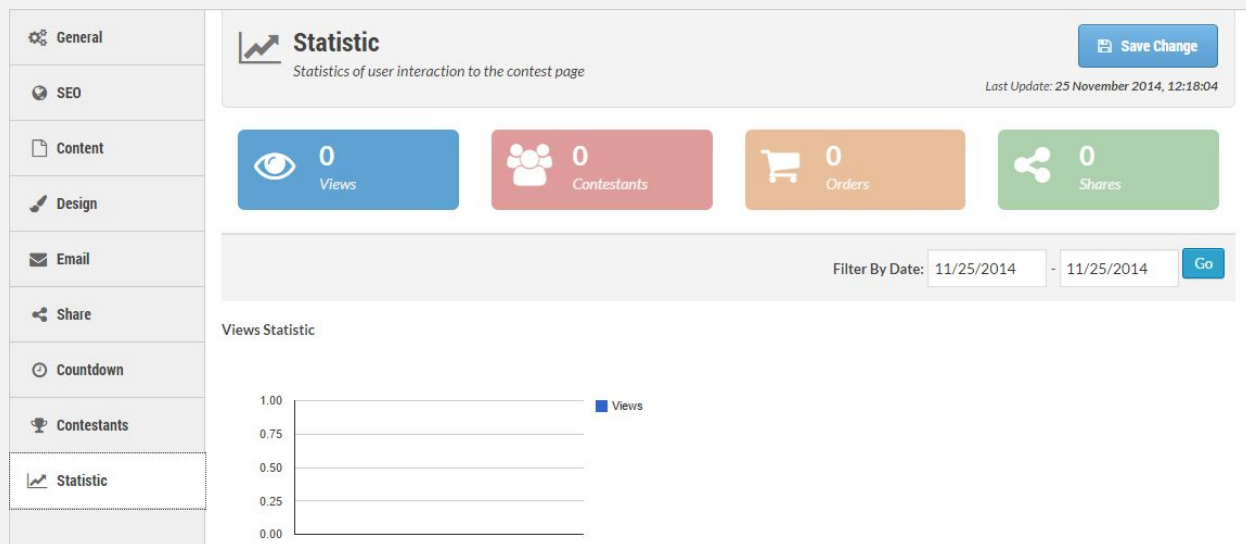 General
SEO
Content
Design
Email
Share
Countdown
Contestants
Statistic
Statistic
Statistics of user interaction to the contest page
Save Change
Last Update: 25 November 2014, 12:18:04
0
Views
0
Contestants
0
Orders
0
Shares
Filter By Date: 11/25/2014 - 11/25/2014 Go
Views Statistic
1.00
0.75
0.50
0.25
0.00
Views